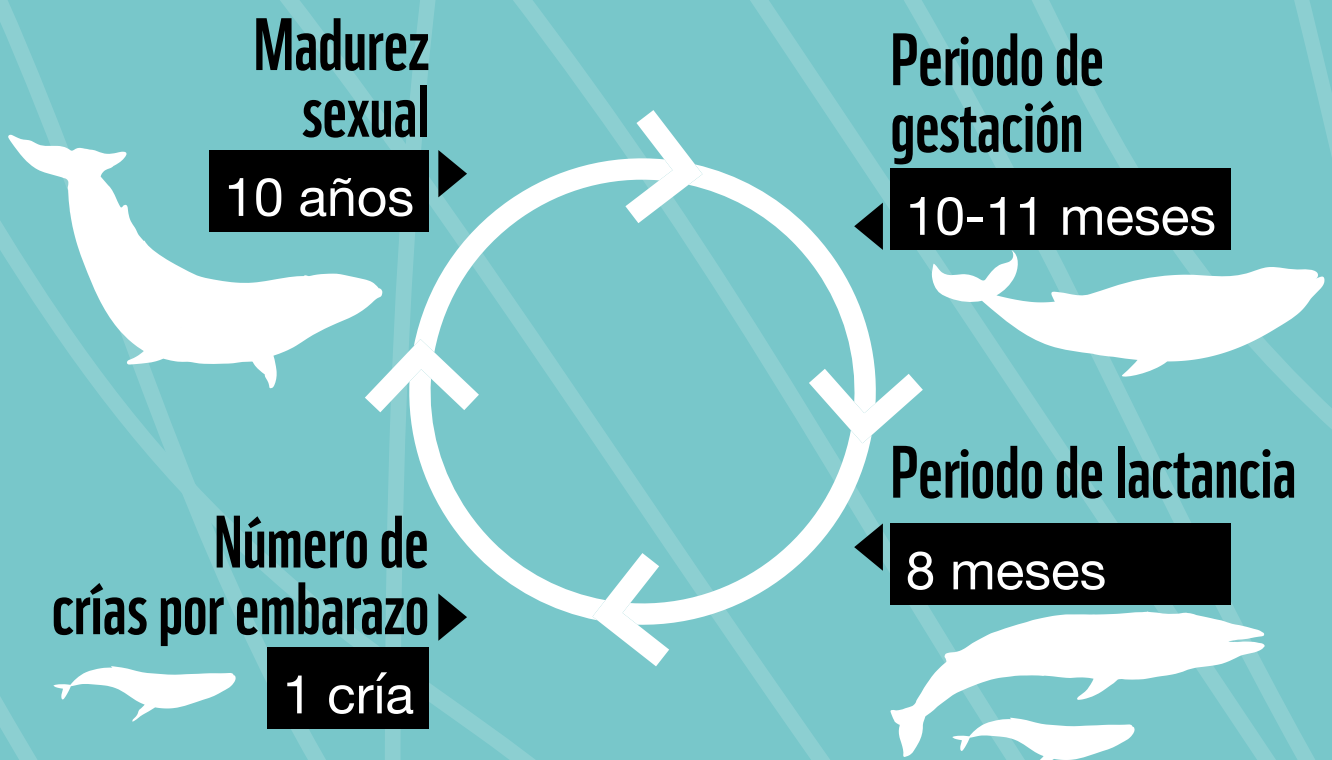 Madurez
sexual
10 años
Periodo de
gestación
10-11 meses
Periodo de lactancia
8 meses
Número de
crías por embarazo
1 cría